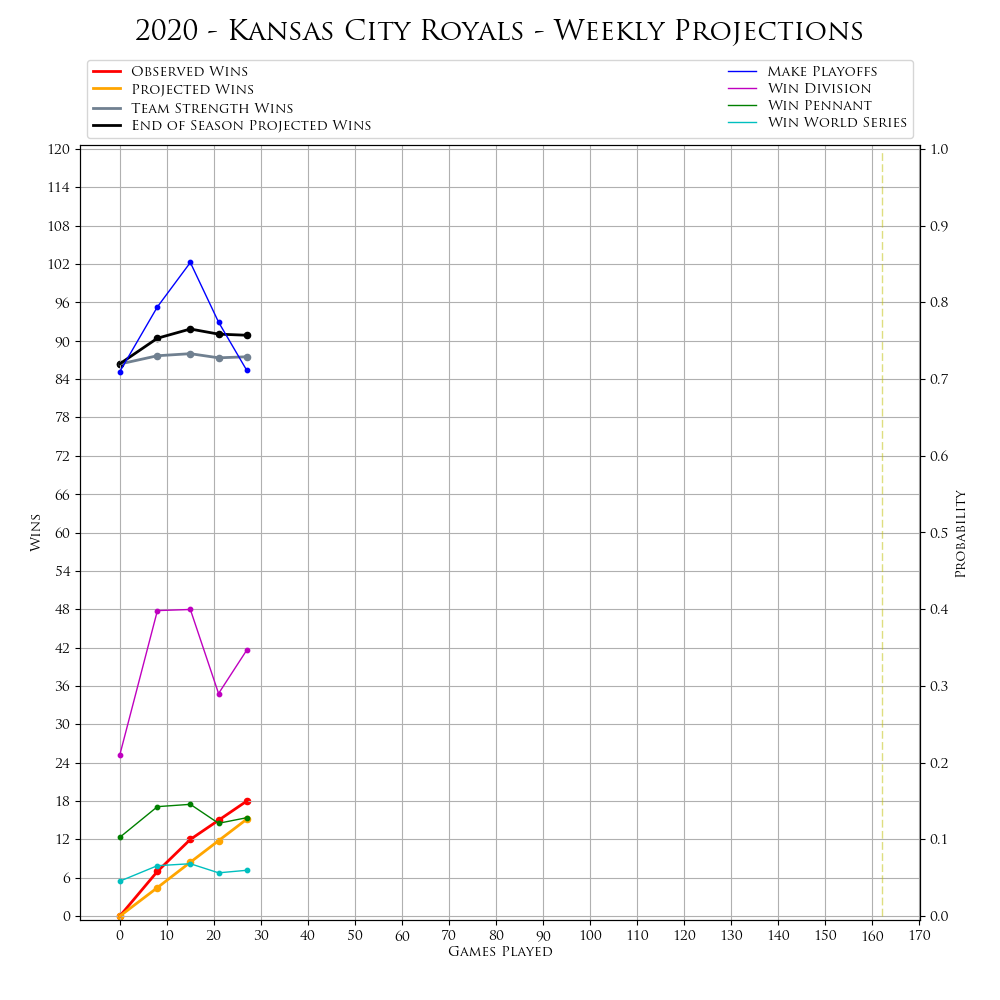 2020 - Kansas City Royals - Weekly Projections
Observed Wins
Projected Wins
Team Strength Wins
End of Season Projected Wins
Make Playoffs
Win Division
Win Pennant
Win World Series
120
114
108
102
96
90
84
78
72
66
60
54
48
42
36
30
24
18
12
6
0
Wins
1.0
0.9
0.8
0.7
0.6
0.5
0.4
0.3
0.2
0.1
0.0
Probability
0 10 20 30 40 50 60 70 80 90 100 110 120 130 140 150 160 170
Games Played